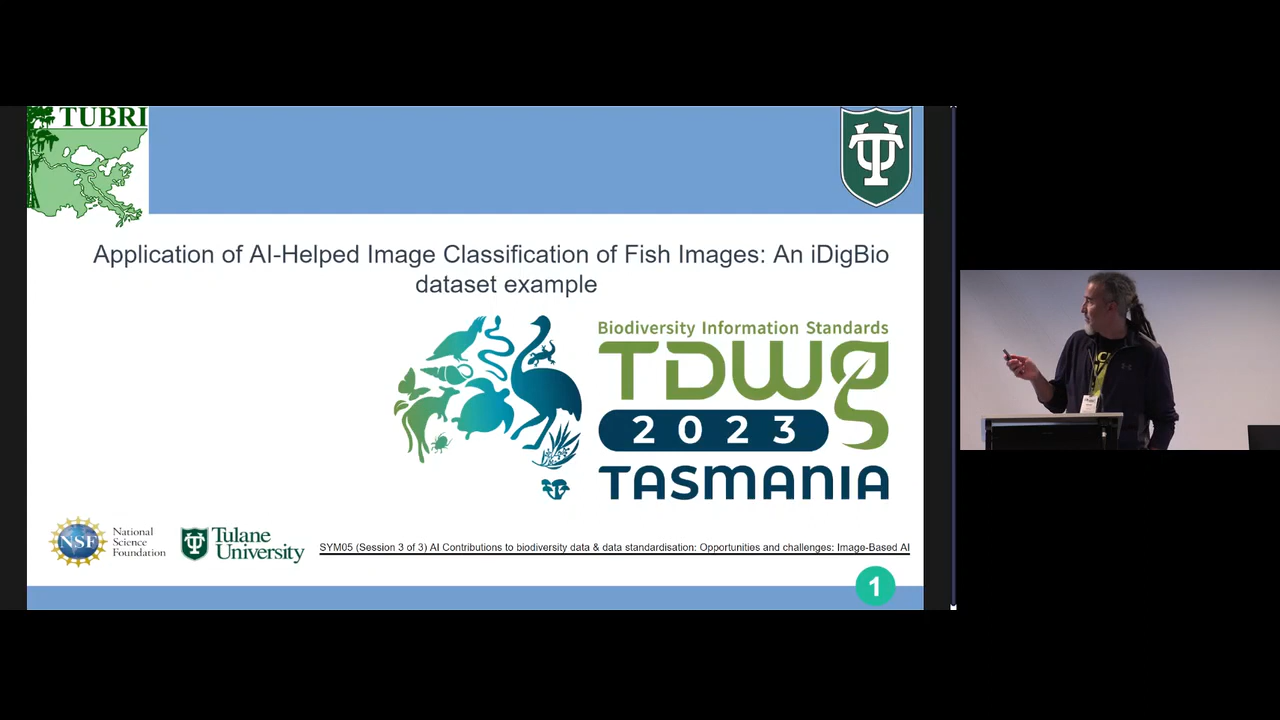 TUBRI
Application of AI-Helped Image Classification of Fish Images: An iDigBio
dataset example
Biodiversity Information Standards
TDWG
2023
TASMANIA
NSF
National
Science
Foundation
Tulane
University
SYM05 (Session 3 of 3) AI Contributions to biodiversity data & data standardisation: Opportunities and challenges: Image-Based AI
1